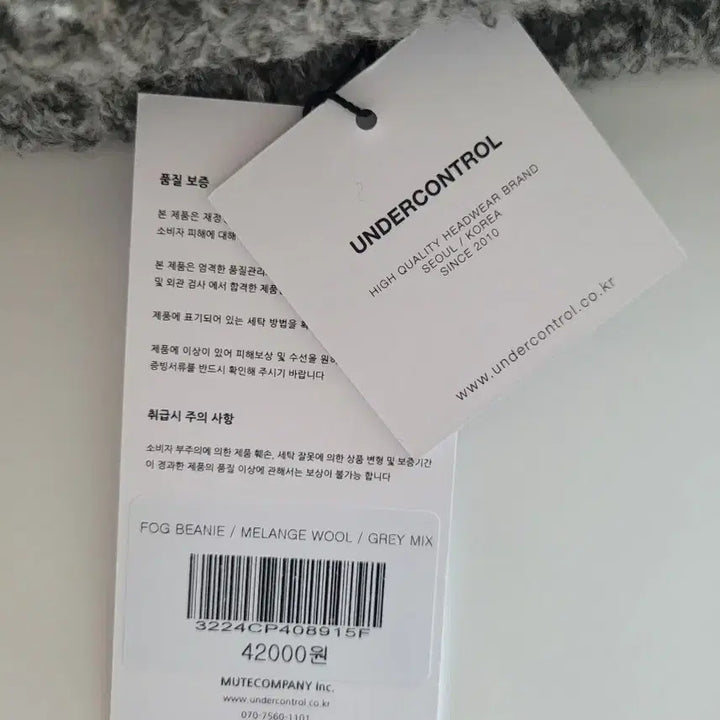 UNDERCONTROL
HIGH QUALITY HEADWEAR BRAND
SEOUL / KOREA
SINCE 2010
www.undercontrol.co.kr
품질 보증
본 제품은 재정
소비자 피해에 대해
본 제품은 엄격한 품질관리
및 외관 검사 에서 합격한 제품
제품에 표기되어 있는 세탁 방법을
제품에 이상이 있어 피해보상 및 수선을
증빙서류를 반드시 확인해 주시기 바랍니다
취급시 주의 사항
소비자 부주의에 의한 제품 훼손, 세탁 잘못에 의한 상품 변형 및 보증기간
이 경과한 제품의 품질 이상에 관해서는 보상이 불가능 합니다
FOG BEANIE / MELANGE WOOL / GREY MIX
3224CP408915F
42000원
MUTECOMPANY Inc.
www.undercontrol.co.kr
070-7560-1101